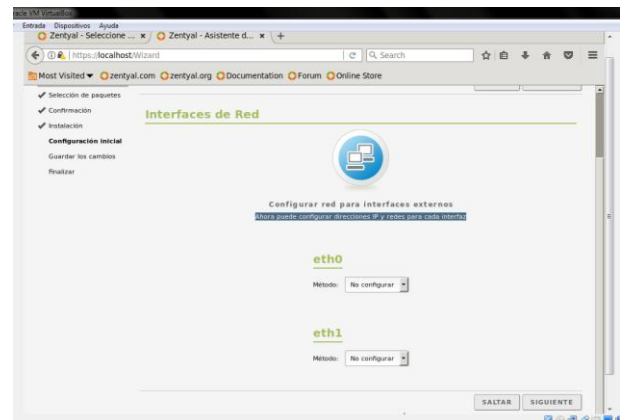 acle VM VirtualBox
Entrada Dispositivos Ayuda
Zentyal - Seleccione ... × Zentyal - Asistente d... × +
https://localhost/Wizard Search
Most Visited zentyal.com zentyal.org Documentation Forum Online Store
Selección de paquetes
Confirmación
Instalación
Configuración inicial
Guardar los cambios
Finalizar
Interfaces de Red
Configurar red para interfaces externos
Ahora puede configurar direcciones IP y redes para cada interfaz
eth0
Método: No configurar
eth1
Método: No configurar
SALTAR SIGUIENTE